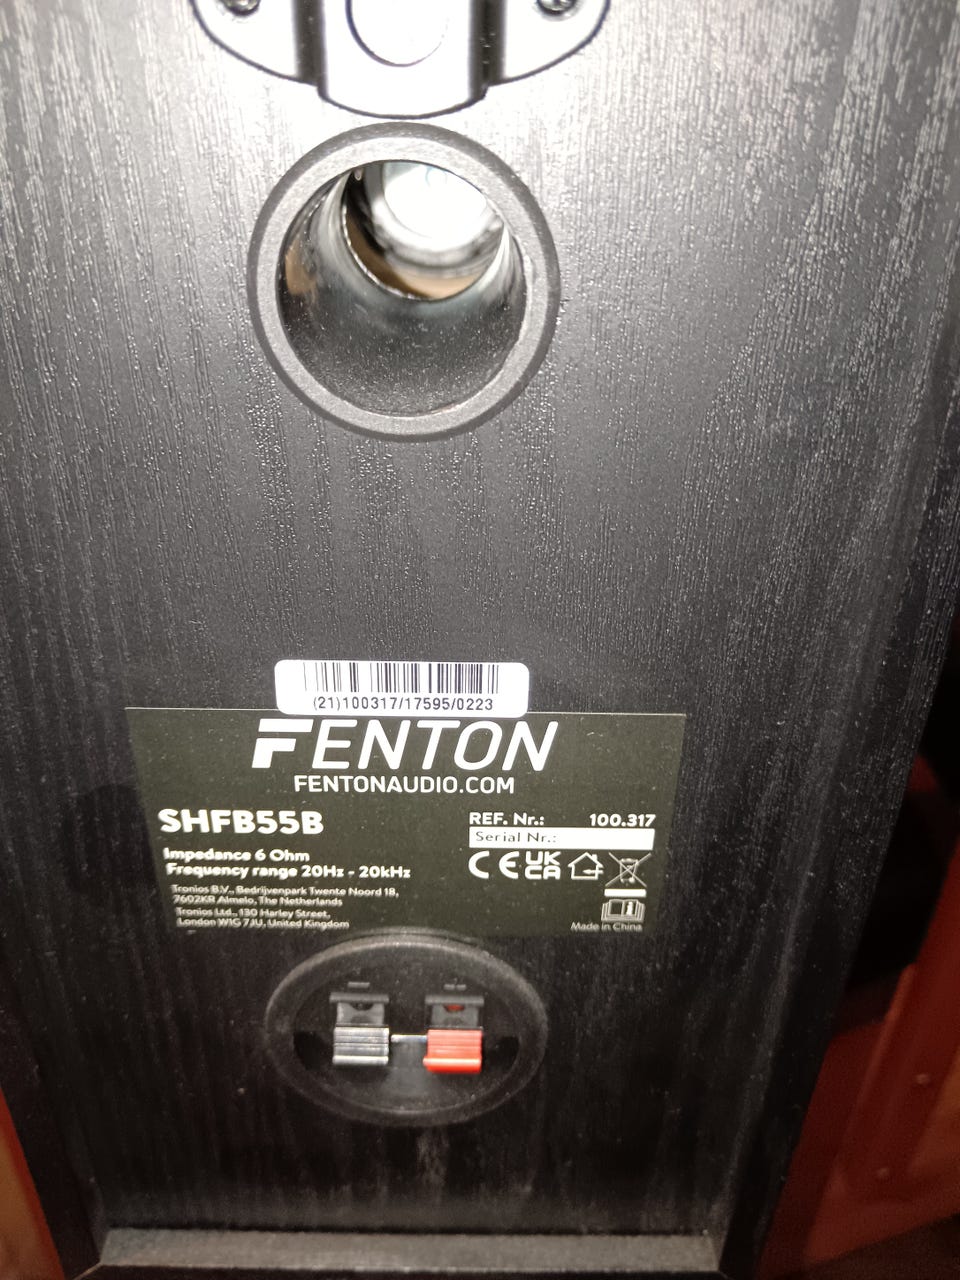 (21)100317/17595/0223
FENTON
FENTONAUDIO.COM
SHFB55B
Impedance 6 Ohm
Frequency range 20Hz - 20kHz
Tronios B.V., Bedrijvenpark Twente Noord 18,
7602KR Almelo, The Netherlands
Tronios Ltd., 130 Harley Street,
London W1G 7JU, United Kingdom
REF. Nr.: 100.317
Serial Nr.:
CE UK
CA
Made in China